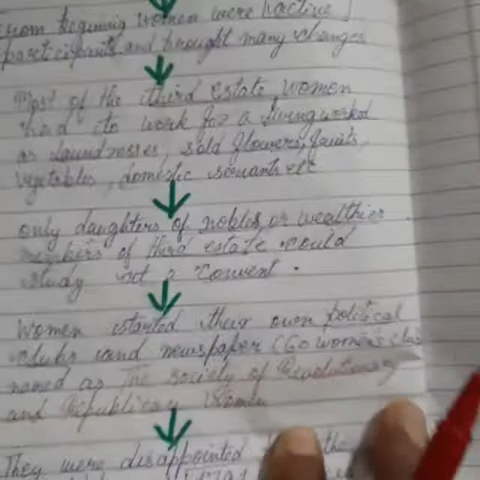 From beginning women were active
participants and brought many changes
Most of the third estate women
had to work for a living worked
as laundresses, sold flowers, fruits,
vegetables, domestic servants etc
only daughters of nobles or wealthier
members of third estate could
study at a convent.
Women started their own political
clubs and newspaper (60 women's club
named as The society of Revolutionary
and Republican Women
They were disappointed the
1791